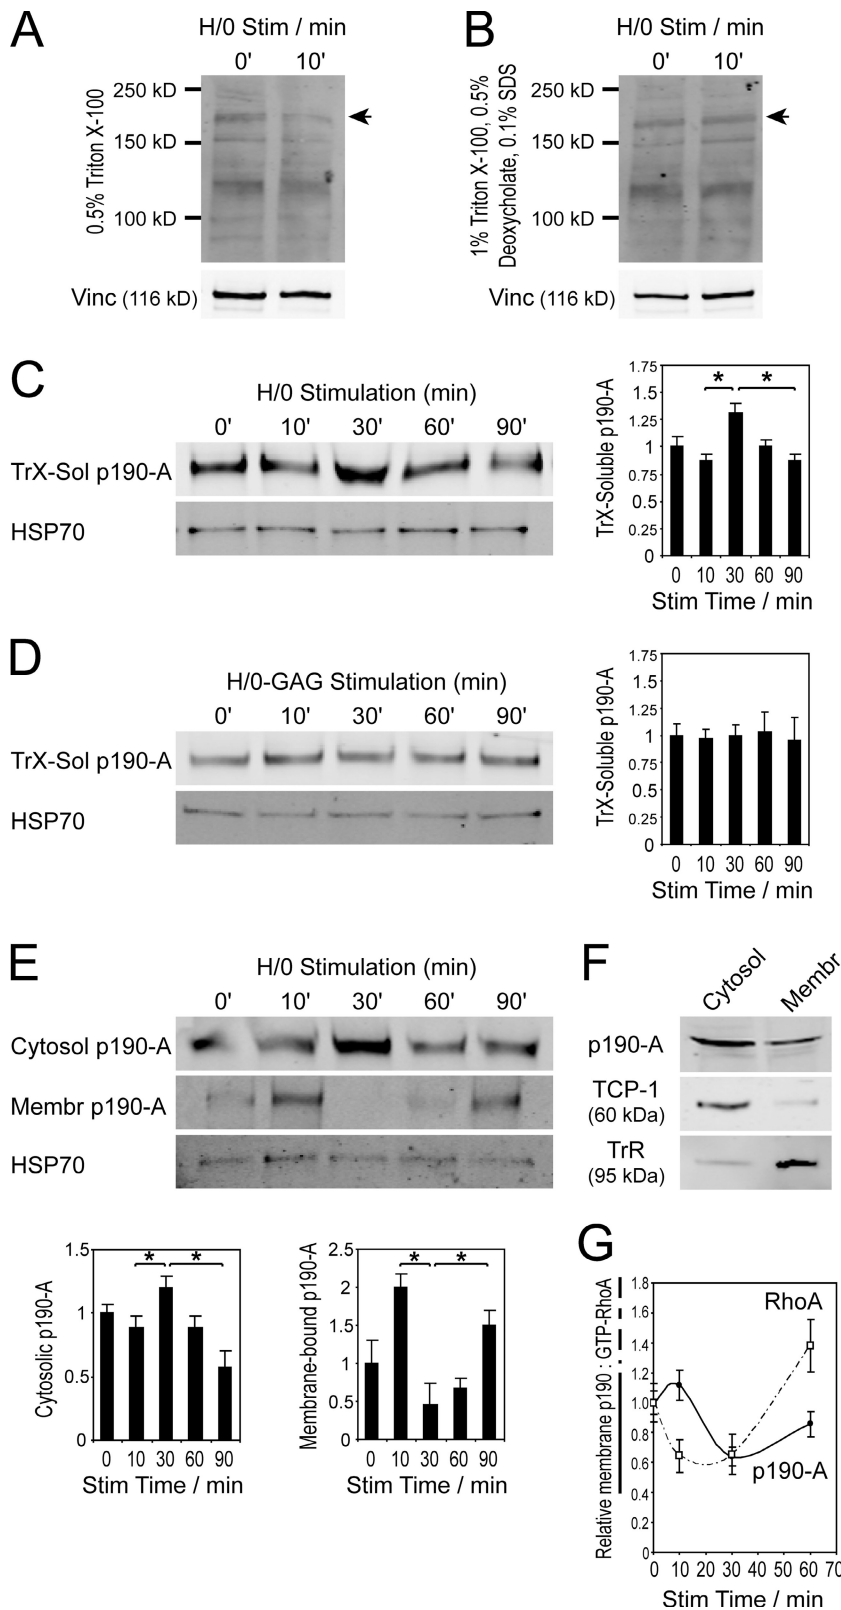 A
H/0 Stim / min
0' 10'
0.5% Triton X-100
250 kD
150 kD
100 kD
Vinc (116 kD)
B
H/0 Stim / min
0' 10'
1% Triton X-100, 0.5%
Deoxycholate, 0.1% SDS
250 kD
150 kD
100 kD
Vinc (116 kD)
C
H/0 Stimulation (min)
0' 10' 30' 60' 90'
TrX-Sol p190-A
HSP70
TrX-Soluble p190-A
1.75
1.5
1.25
1
0.75
0.5
0.25
0
* *
0 10 30 60 90
Stim Time / min
D
H/0-GAG Stimulation (min)
0' 10' 30' 60' 90'
TrX-Sol p190-A
HSP70
TrX-Soluble p190-A
1.75
1.5
1.25
1
0.75
0.5
0.25
0
0 10 30 60 90
Stim Time / min
E
H/0 Stimulation (min)
0' 10' 30' 60' 90'
Cytosol p190-A
Membr p190-A
HSP70
Cytosolic p190-A
1.5
1
0.5
0
* *
0 10 30 60 90
Stim Time / min
Membrane-bound p190-A
2.5
2
1.5
1
0.5
0
* *
0 10 30 60 90
Stim Time / min
F
Cytosol Membr
p190-A
TCP-1
(60 kDa)
TrR
(95 kDa)
G
Relative membrane p190 : GTP-RhoA
1.8
1.6
1.4
1.2
1.0
0.8
0.6
0.4
0.2
0
RhoA
p190-A
0 10 20 30 40 50 60 70
Stim Time / min